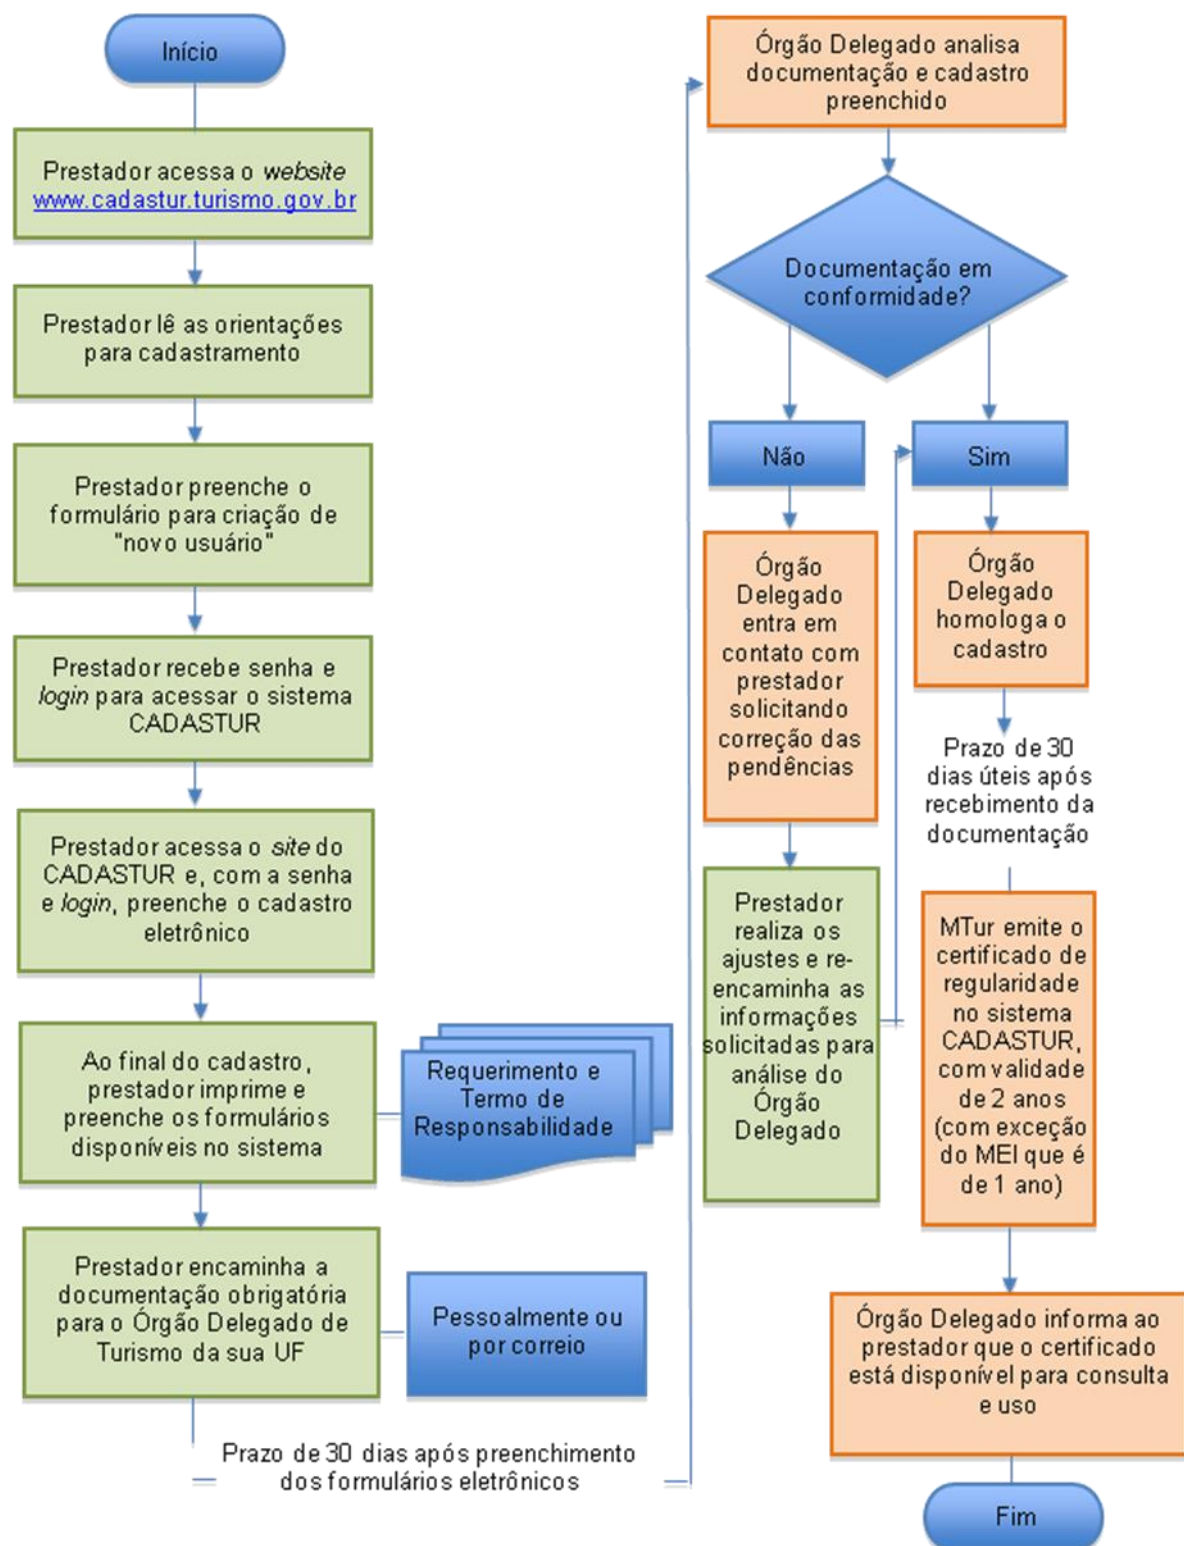 Início
Prestador acessa o website
www.cadastur.turismo.gov.br
Prestador lê as orientações
para cadastramento
Prestador preenche o
formulário para criação de
"novo usuário"
Prestador recebe senha e
login para acessar o sistema
CADASTUR
Prestador acessa o site do
CADASTUR e, com a senha
e login, preenche o cadastro
eletrônico
Ao final do cadastro,
prestador imprime e
preenche os formulários
disponíveis no sistema
Requerimento e
Termo de
Responsabilidade
Prestador encaminha a
documentação obrigatória
para o Órgão Delegado de
Turismo da sua UF
Pessoalmente ou
por correio
Prazo de 30 dias após preenchimento
dos formulários eletrônicos
Órgão Delegado analisa
documentação e cadastro
preenchido
Documentação em
conformidade?
Não
Órgão
Delegado
entra em
contato com
prestador
solicitando
correção das
pendências
Prestador
realiza os
ajustes e re-
encaminha as
informações
solicitadas para
análise do
Órgão
Delegado
Sim
Órgão
Delegado
homologa o
cadastro
Prazo de 30
dias úteis após
recebimento da
documentação
MTur emite o
certificado de
regularidade
no sistema
CADASTUR,
com validade
de 2 anos
(com exceção
do MEI que é
de 1 ano)
Órgão Delegado informa ao
prestador que o certificado
está disponível para consulta
e uso
Fim